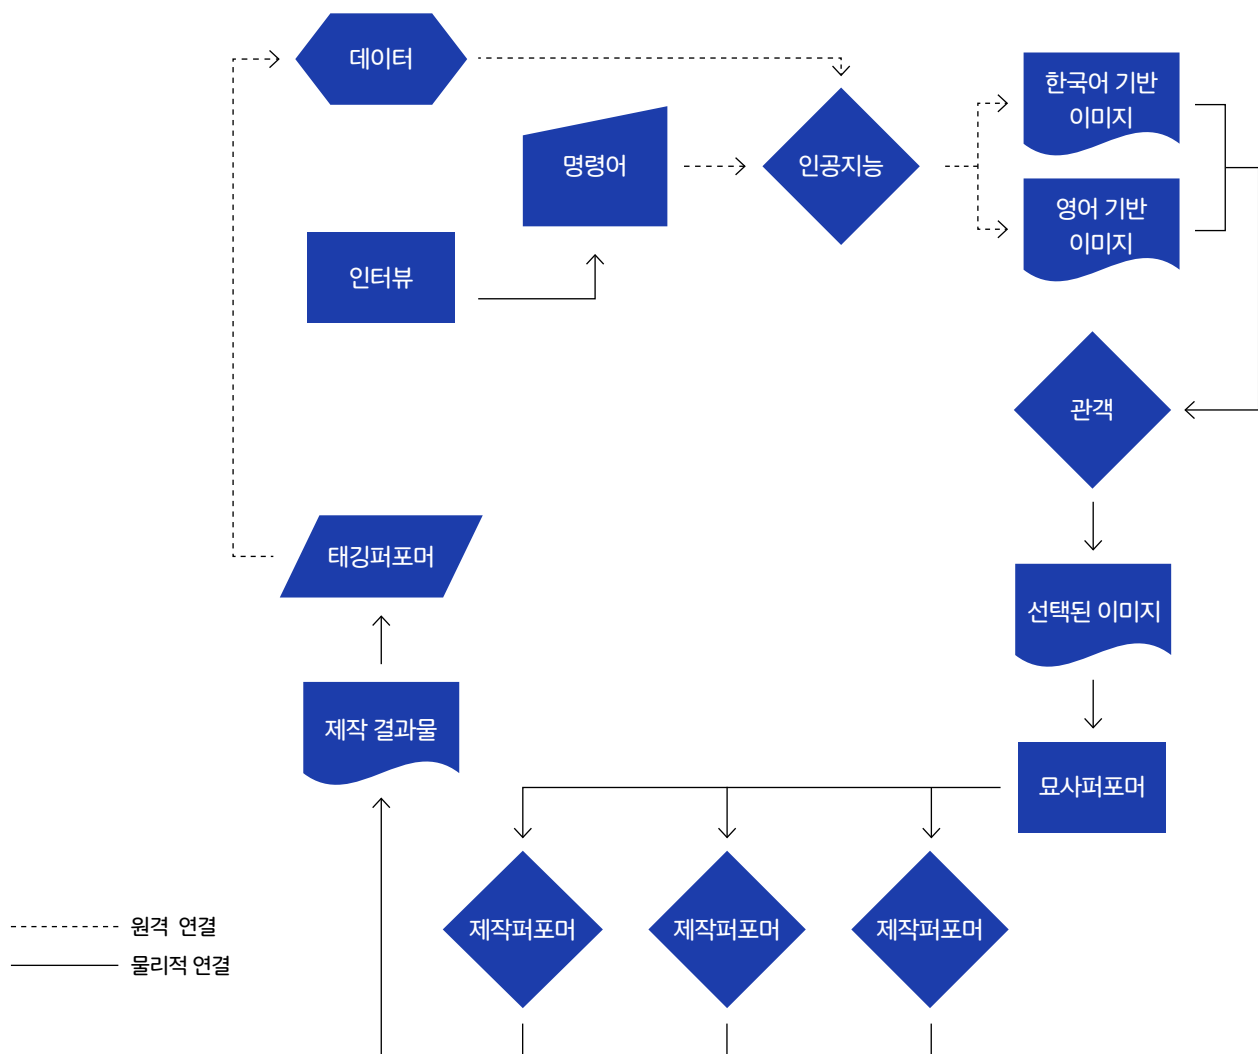 데이터
명령어
인공지능
한국어 기반
이미지
영어 기반
이미지
인터뷰
관객
태깅퍼포머
선택된 이미지
제작 결과물
묘사퍼포머
제작퍼포머
제작퍼포머
제작퍼포머
원격 연결
물리적 연결